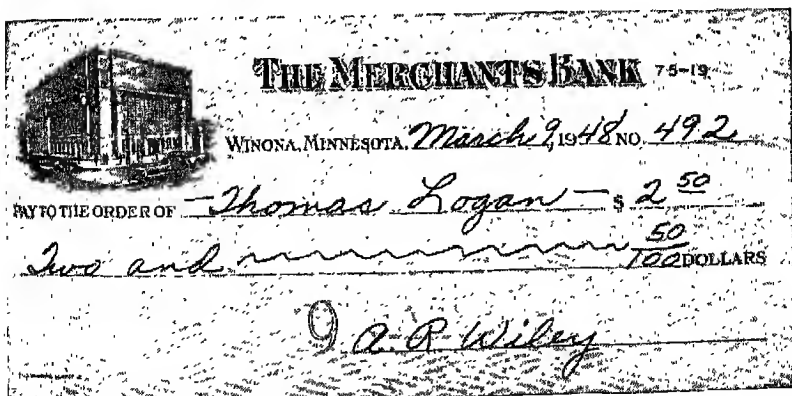 THE MERCHANTS BANK 75-19
WINONA, MINNESOTA, March 9, 1948 NO. 492
PAY TO THE ORDER OF - Thomas Logan - $ 2 50
Two and 50/100 DOLLARS
9 A. R. Wiley